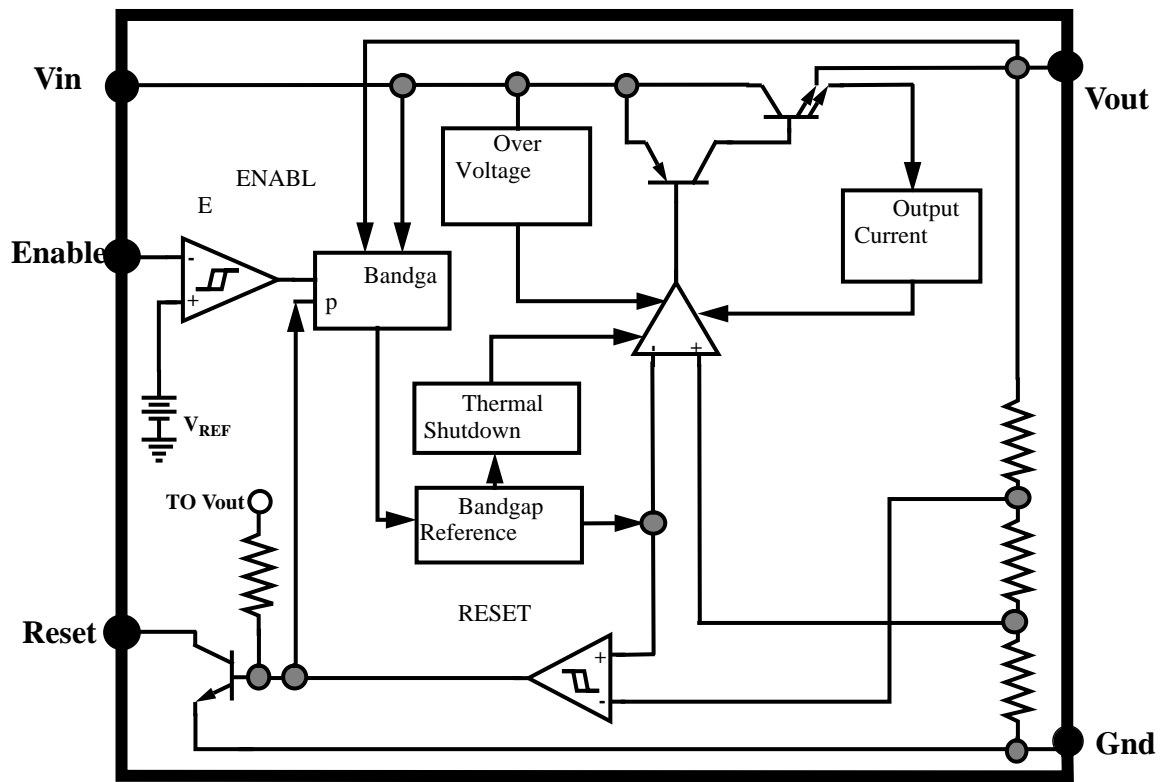 Vin
Vout
Over
Voltage
ENABL
E
Output
Current
Enable
-
+
Bandga
p
- +
VREF
Thermal
Shutdown
TO Vout
Bandgap
Reference
RESET
Reset
+
-
Gnd